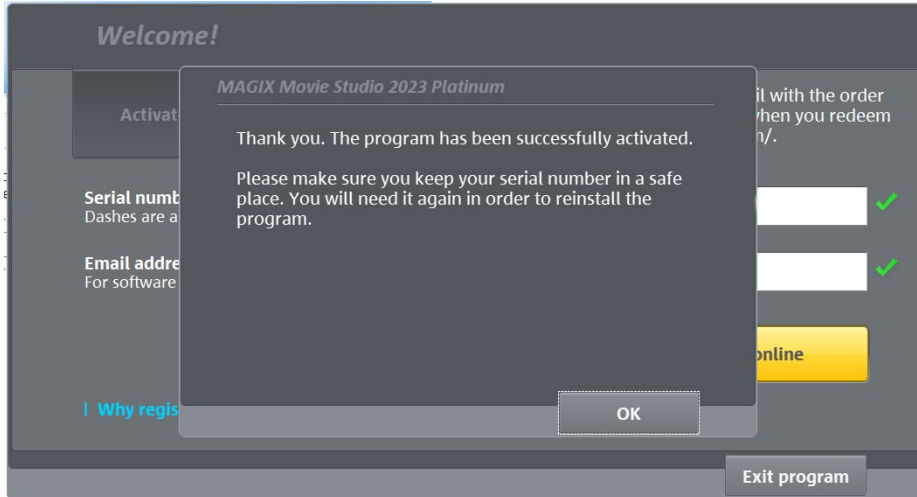 Welcome!
MAGIX Movie Studio 2023 Platinum
Activat
il with the order
when you redeem
n/.
Thank you. The program has been successfully activated.
Please make sure you keep your serial number in a safe
place. You will need it again in order to reinstall the
program.
Serial numb
Dashes are a
Email addre
For software
online
Why regis
OK
Exit program